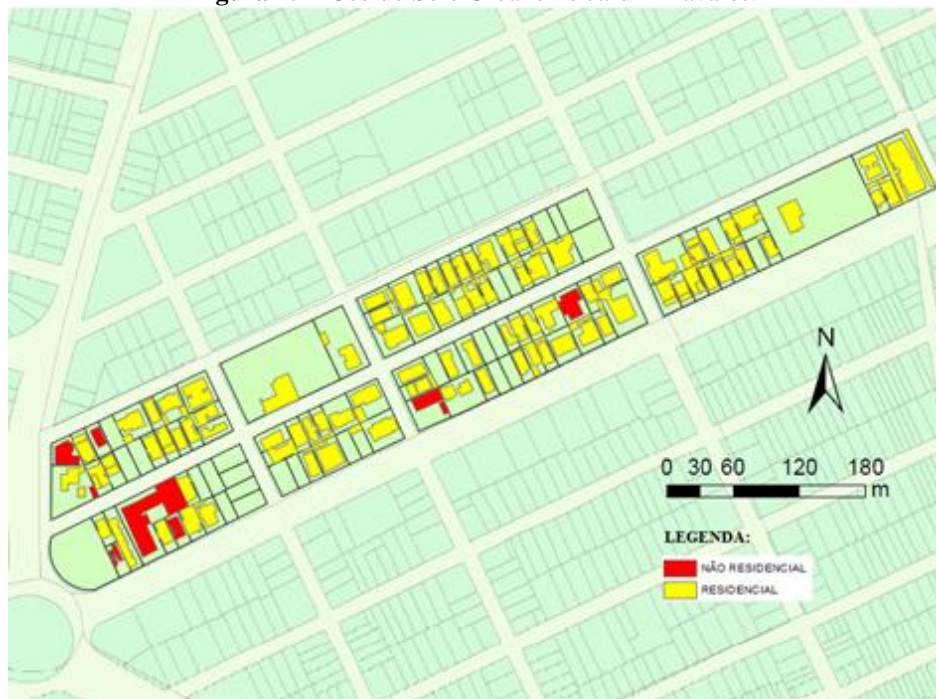 N
0 30 60 120 180
m
LEGENDA:
NÃO RESIDENCIAL
RESIDENCIAL